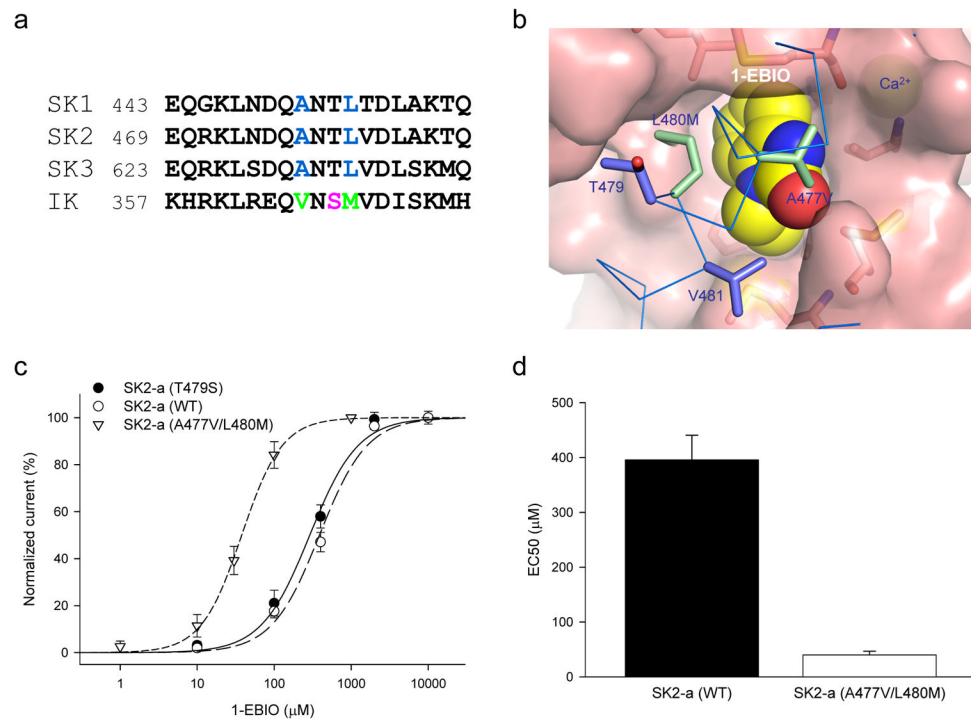 a
SK1 443 EQGKLNDQANTLTDLAKTQ
SK2 469 EQRKLNDQANTLVDLAKTQ
SK3 623 EQRKLSDQANTLVDLSKMQ
IK 357 KHRKLREQVNSMVDISKMH
b
1-EBIO
Ca²⁺
L480M
T479
A477V
V481
c
SK2-a (T479S)
SK2-a (WT)
SK2-a (A477V/L480M)
Normalized current (%)
100
80
60
40
20
0
1 10 100 1000 10000
1-EBIO (μM)
d
EC50 (μM)
500
400
300
200
100
0
SK2-a (WT) SK2-a (A477V/L480M)